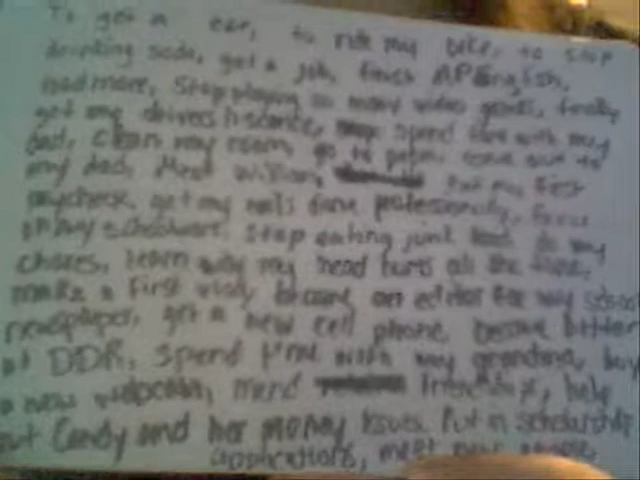 To get a car, to ride my bike, to stop
drinking soda, get a job, finish AP English,
read more, stop playing so many video games, finally
get my drivers liscence, spend time with my
dad, clean my room, go to prom, come out to
my dad, meet William, my first
paycheck, get my nails done professionally, focus
on my schoolwork, stop eating junk do my
chores, learn why my head hurts all the time,
make a first become an editor for my school
newspaper, get a new cell phone, become better
at DDR, spend time with my grandma, buy
a new webcam, mend friendship, help
out Candy and her money issues. Put in scholarship
applications, meet new people,